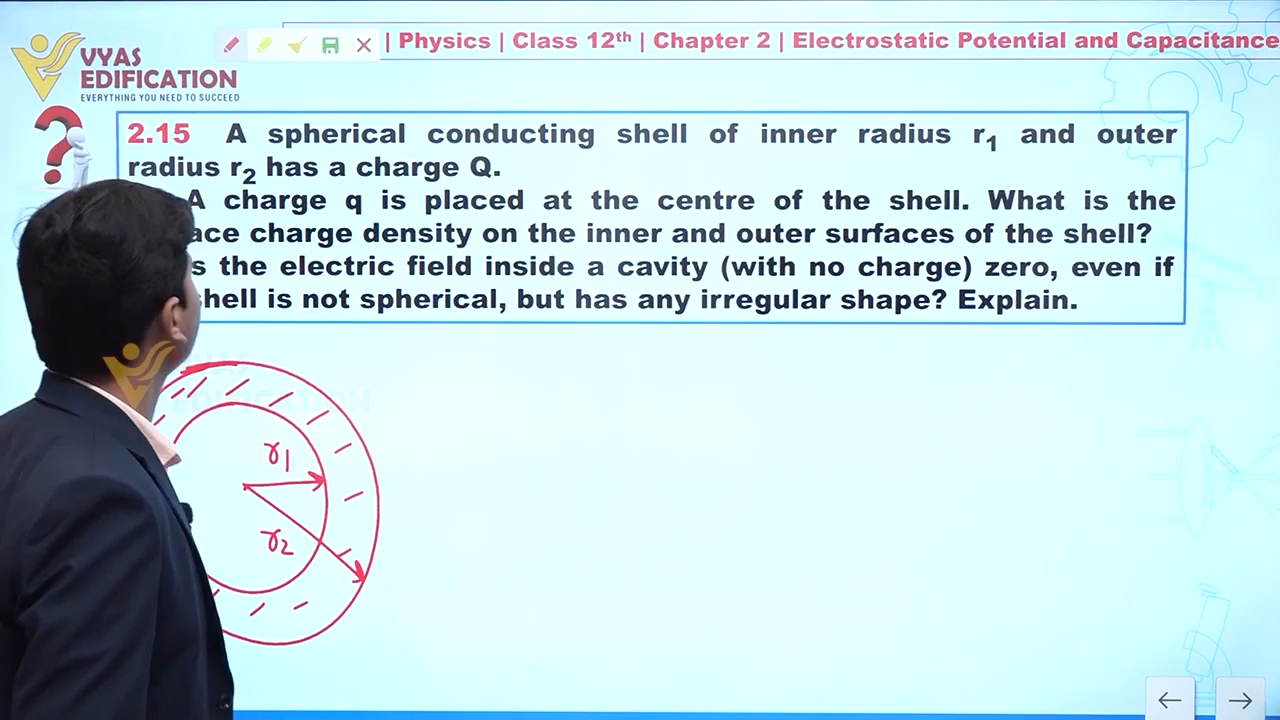 VYAS
EDIFICATION
EVERYTHING YOU NEED TO SUCCEED
| Physics | Class 12th | Chapter 2 | Electrostatic Potential and Capacitance
2.15 A spherical conducting shell of inner radius r1 and outer
radius r2 has a charge Q.
A charge q is placed at the centre of the shell. What is the
charge density on the inner and outer surfaces of the shell?
the electric field inside a cavity (with no charge) zero, even if
shell is not spherical, but has any irregular shape? Explain.
VYAS
EDIFICATION
r1
r2